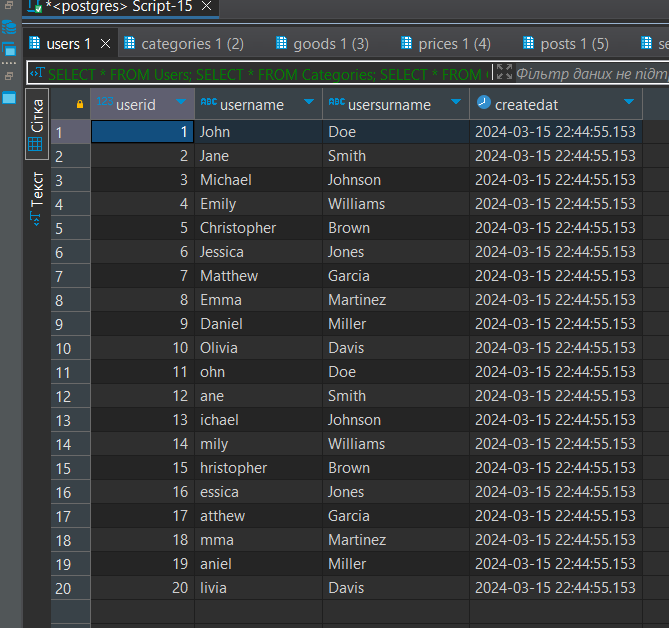 *<postgres> Script-15
users 1 categories 1 (2) goods 1 (3) prices 1 (4) posts 1 (5)
SELECT * FROM Users; SELECT * FROM Categories; SELECT * FROM Фільтр даних не підтр
Сітка
Текст
123 userid ABC username ABC usersurname createdat
1 1 John Doe 2024-03-15 22:44:55.153
2 2 Jane Smith 2024-03-15 22:44:55.153
3 3 Michael Johnson 2024-03-15 22:44:55.153
4 4 Emily Williams 2024-03-15 22:44:55.153
5 5 Christopher Brown 2024-03-15 22:44:55.153
6 6 Jessica Jones 2024-03-15 22:44:55.153
7 7 Matthew Garcia 2024-03-15 22:44:55.153
8 8 Emma Martinez 2024-03-15 22:44:55.153
9 9 Daniel Miller 2024-03-15 22:44:55.153
10 10 Olivia Davis 2024-03-15 22:44:55.153
11 11 ohn Doe 2024-03-15 22:44:55.153
12 12 ane Smith 2024-03-15 22:44:55.153
13 13 ichael Johnson 2024-03-15 22:44:55.153
14 14 mily Williams 2024-03-15 22:44:55.153
15 15 hristopher Brown 2024-03-15 22:44:55.153
16 16 essica Jones 2024-03-15 22:44:55.153
17 17 atthew Garcia 2024-03-15 22:44:55.153
18 18 mma Martinez 2024-03-15 22:44:55.153
19 19 aniel Miller 2024-03-15 22:44:55.153
20 20 livia Davis 2024-03-15 22:44:55.153